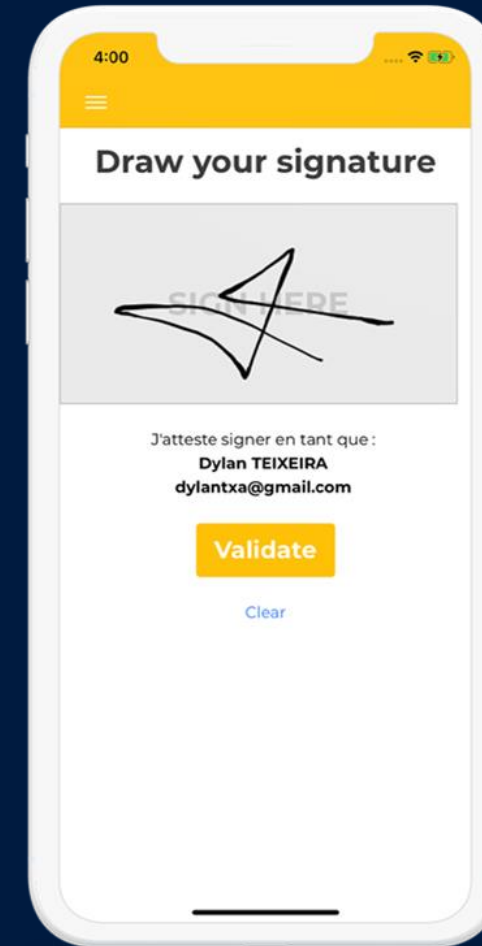 4:00
Draw your signature
SIGN HERE
J'atteste signer en tant que :
Dylan TEIXEIRA
dylantxa@gmail.com
Validate
Clear